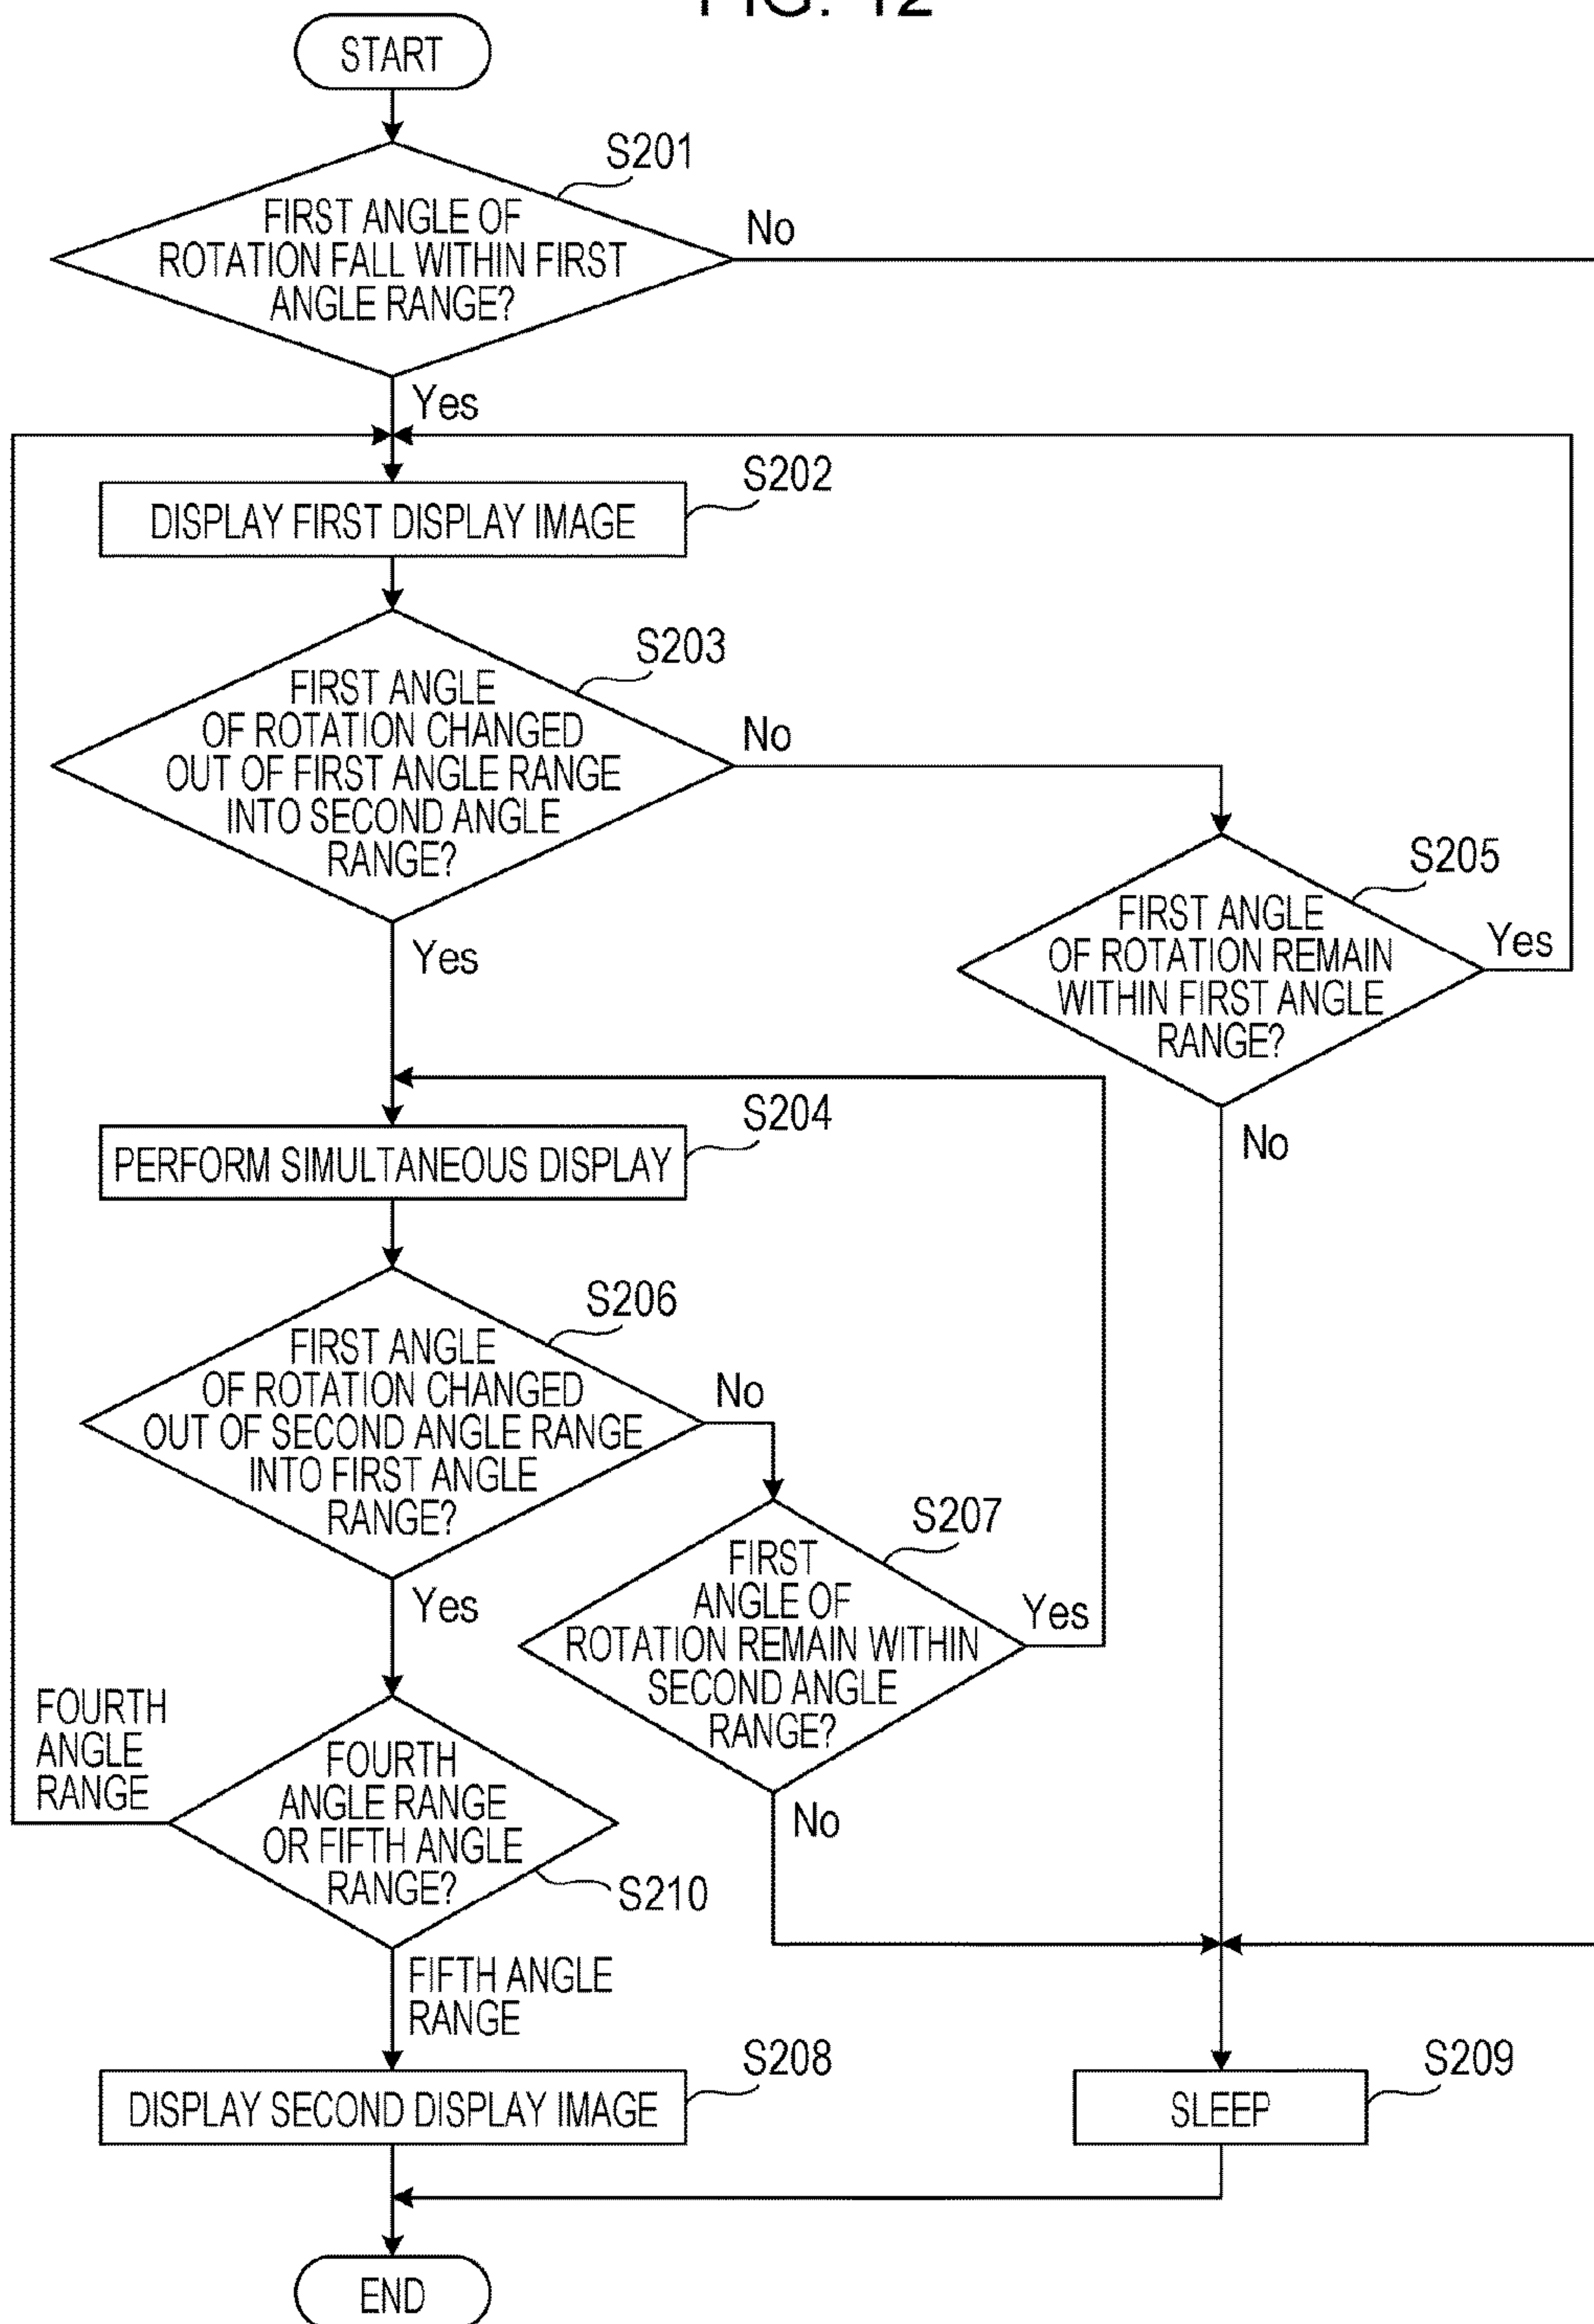 FIG. 12
START
S201
FIRST ANGLE OF
ROTATION FALL WITHIN FIRST
ANGLE RANGE?
No
Yes
S202
DISPLAY FIRST DISPLAY IMAGE
S203
FIRST ANGLE
OF ROTATION CHANGED
OUT OF FIRST ANGLE RANGE
INTO SECOND ANGLE
RANGE?
No
Yes
S205
FIRST ANGLE
OF ROTATION REMAIN
WITHIN FIRST ANGLE
RANGE?
Yes
No
S204
PERFORM SIMULTANEOUS DISPLAY
S206
FIRST ANGLE
OF ROTATION CHANGED
OUT OF SECOND ANGLE RANGE
INTO FIRST ANGLE
RANGE?
No
Yes
S207
FIRST
ANGLE OF
ROTATION REMAIN WITHIN
SECOND ANGLE
RANGE?
Yes
No
FOURTH
ANGLE
RANGE
FOURTH
ANGLE RANGE
OR FIFTH ANGLE
RANGE?
S210
FIFTH ANGLE
RANGE
S208
DISPLAY SECOND DISPLAY IMAGE
S209
SLEEP
END